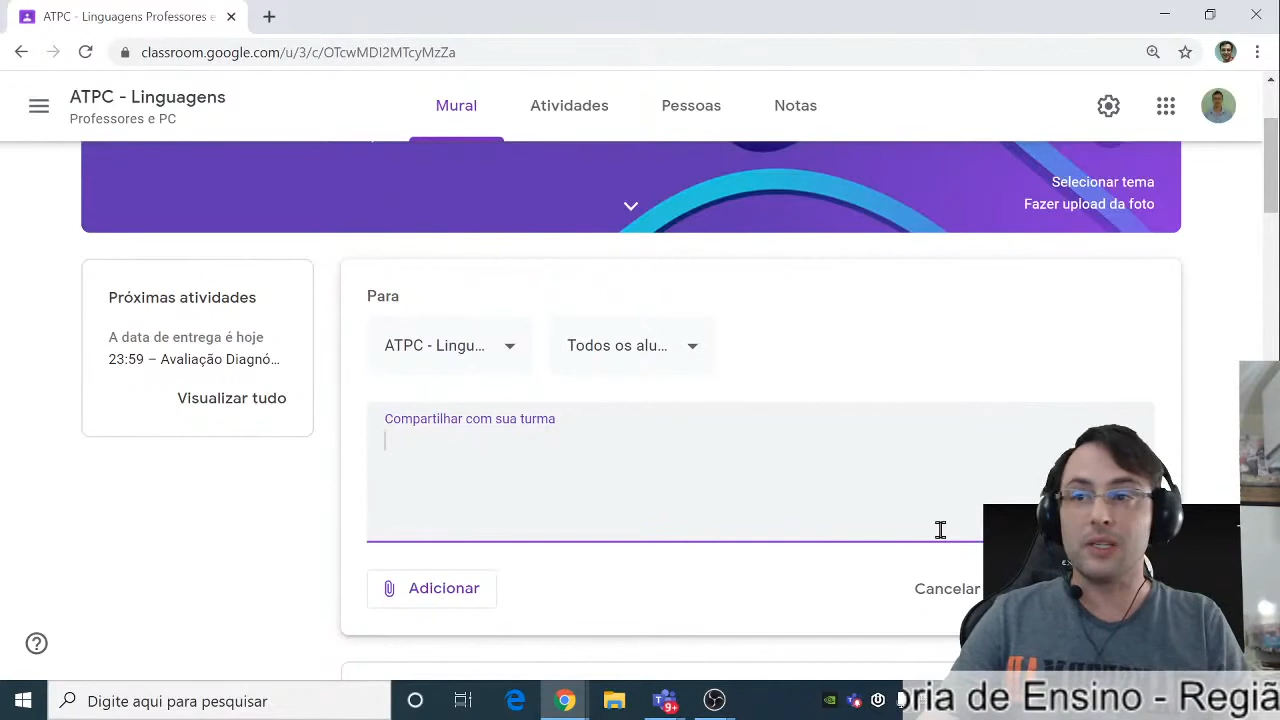 ATPC - Linguagens Professores e
classroom.google.com/u/3/c/OTcwMDI2MTcyMzZa
ATPC - Linguagens
Professores e PC
Mural
Atividades
Pessoas
Notas
Selecionar tema
Fazer upload da foto
Próximas atividades
A data de entrega é hoje
23:59 – Avaliação Diagnó...
Visualizar tudo
Para
ATPC - Lingu...
Todos os alu...
Compartilhar com sua turma
Adicionar
Cancelar
Digite aqui para pesquisar
9+
oria de Ensino - Regiã